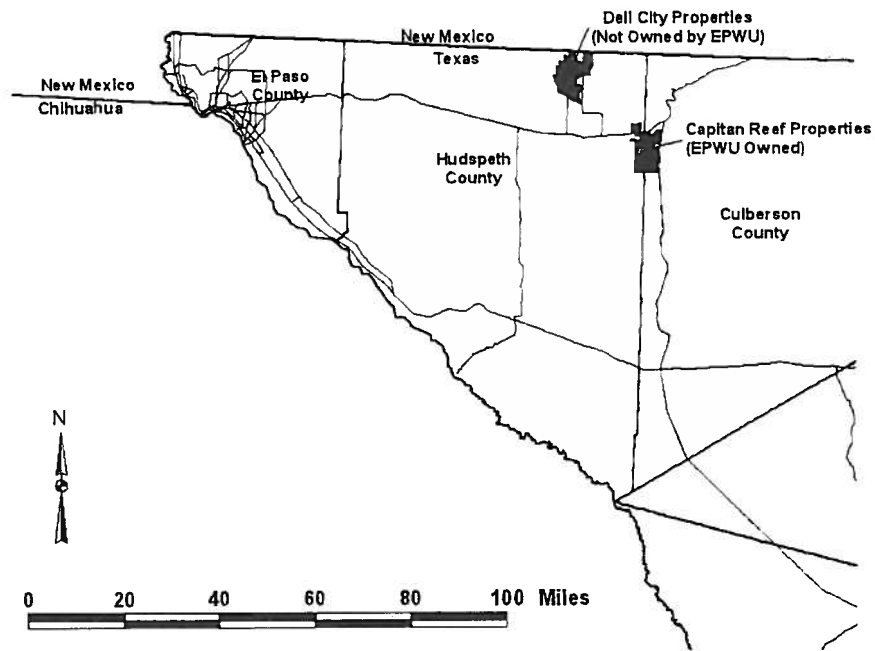 Dell City Properties
(Not Owned by EPWU)
New Mexico
Texas
El Paso
County
New Mexico
Chihuahua
Capitan Reef Properties
(EPWU Owned)
Hudspeth
County
Culberson
County
N
0 20 40 60 80 100 Miles